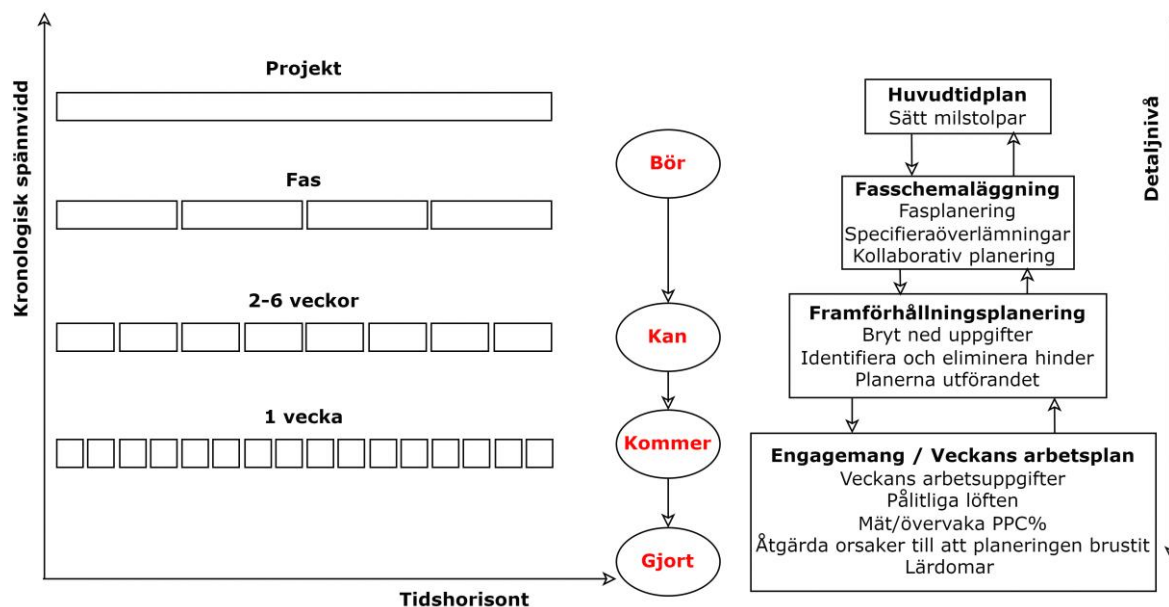 Kronologisk spännvidd
Projekt
Fas
2-6 veckor
1 vecka
Tidshorisont
Bör
Kan
Kommer
Gjort
Huvudtidplan
Sätt milstolpar
Fasschemaläggning
Fasplanering
Specifieraöverlämningar
Kollaborativ planering
Framförhållningsplanering
Bryt ned uppgifter
Identifiera och eliminera hinder
Planerna utförandet
Engagemang / Veckans arbetsplan
Veckans arbetsuppgifter
Pålitliga löften
Mät/övervaka PPC%
Åtgärda orsaker till att planeringen brustit
Lärdomar
Detaljnivå